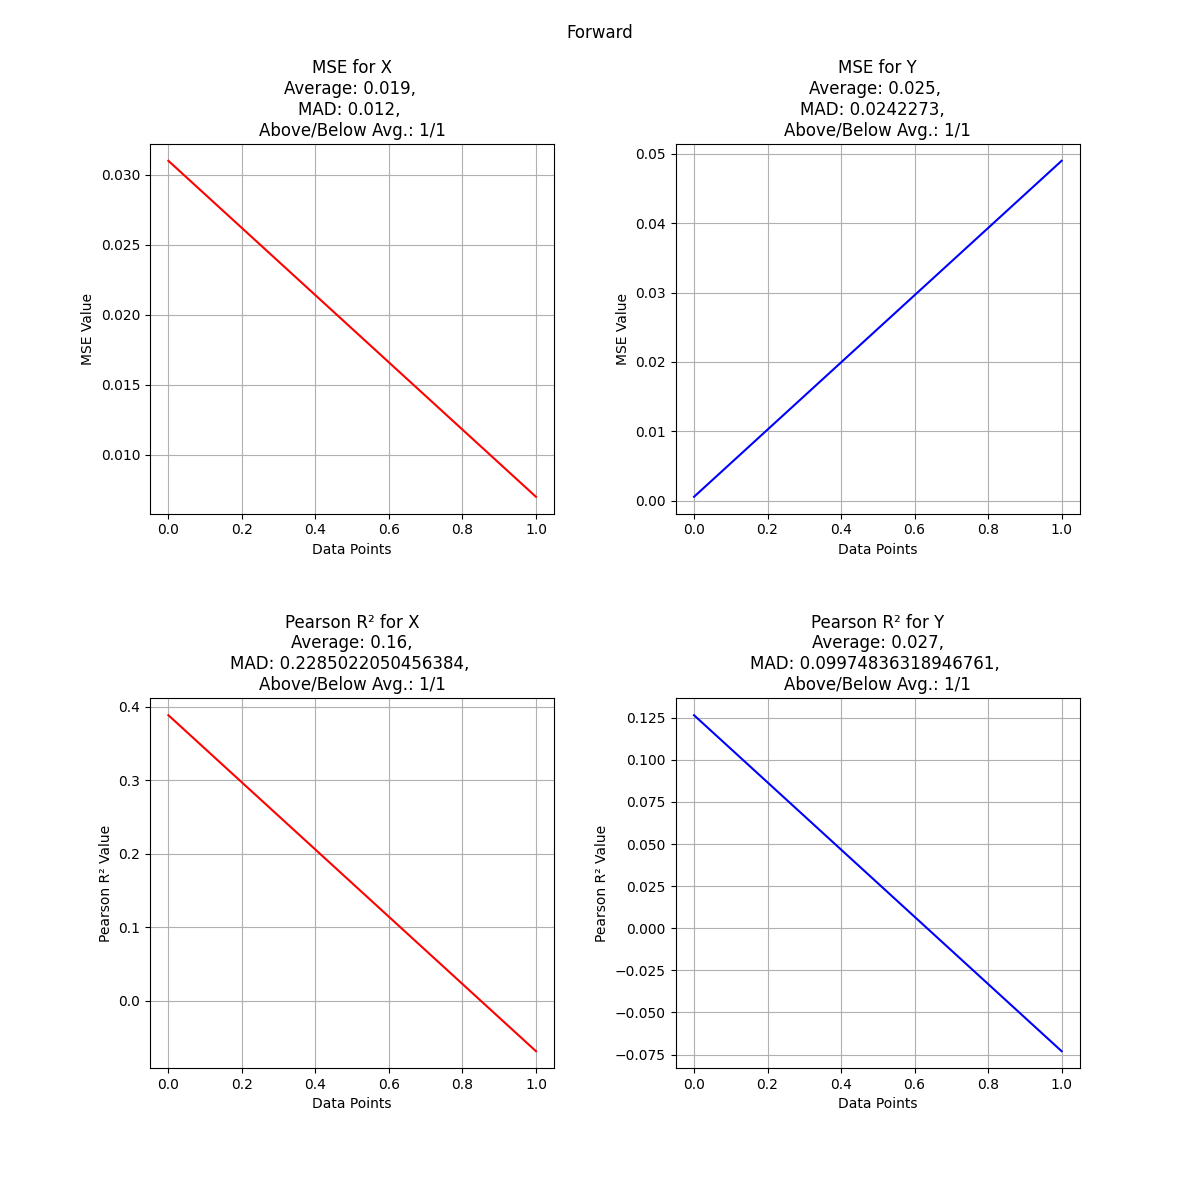 Forward
MSE for X
Average: 0.019,
MAD: 0.012,
Above/Below Avg.: 1/1
MSE Value
0.030
0.025
0.020
0.015
0.010
0.0 0.2 0.4 0.6 0.8 1.0
Data Points
MSE for Y
Average: 0.025,
MAD: 0.0242273,
Above/Below Avg.: 1/1
MSE Value
0.05
0.04
0.03
0.02
0.01
0.00
0.0 0.2 0.4 0.6 0.8 1.0
Data Points
Pearson R² for X
Average: 0.16,
MAD: 0.2285022050456384,
Above/Below Avg.: 1/1
Pearson R² Value
0.4
0.3
0.2
0.1
0.0
0.0 0.2 0.4 0.6 0.8 1.0
Data Points
Pearson R² for Y
Average: 0.027,
MAD: 0.09974836318946761,
Above/Below Avg.: 1/1
Pearson R² Value
0.125
0.100
0.075
0.050
0.025
0.000
−0.025
−0.050
−0.075
0.0 0.2 0.4 0.6 0.8 1.0
Data Points